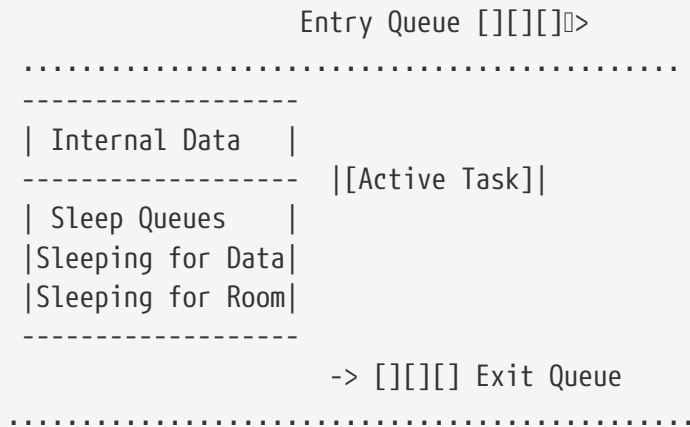 Entry Queue [][][]▯>
.............................................
-------------------
| Internal Data   |
-------------------  |[Active Task]|
| Sleep Queues    |
|Sleeping for Data|
|Sleeping for Room|
-------------------
-> [][][] Exit Queue
...............................................